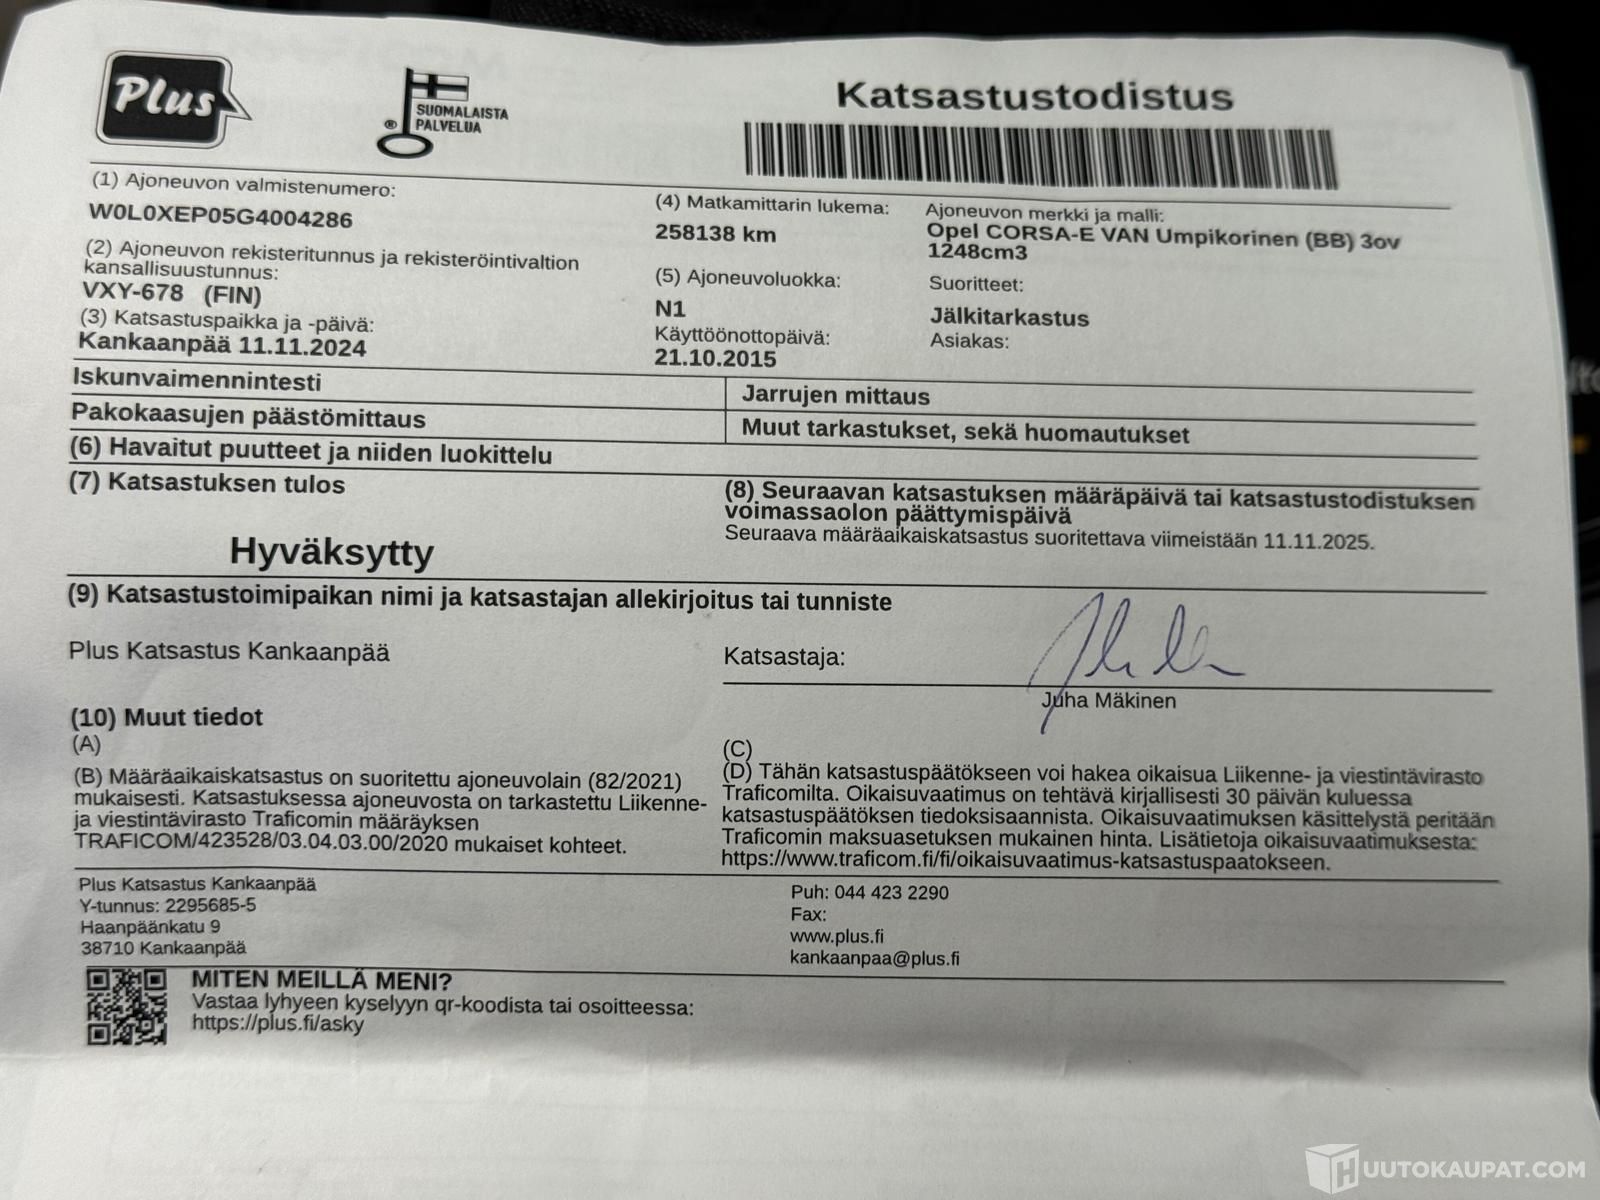 Plus
SUOMALAISTA
® PALVELUA
Katsastustodistus
(1) Ajoneuvon valmistenumero:
W0L0XEP05G4004286
(2) Ajoneuvon rekisteritunnus ja rekisteröintivaltion
kansallisuustunnus:
VXY-678 (FIN)
(3) Katsastuspaikka ja -päivä:
Kankaanpää 11.11.2024
(4) Matkamittarin lukema:
258138 km
(5) Ajoneuvoluokka:
N1
Käyttöönottopäivä:
21.10.2015
Ajoneuvon merkki ja malli:
Opel CORSA-E VAN Umpikorinen (BB) 3ov
1248cm3
Suoritteet:
Jälkitarkastus
Asiakas:
Iskunvaimennintesti
Jarrujen mittaus
Pakokaasujen päästömittaus
Muut tarkastukset, sekä huomautukset
(6) Havaitut puutteet ja niiden luokittelu
(7) Katsastuksen tulos
Hyväksytty
(8) Seuraavan katsastuksen määräpäivä tai katsastustodistuksen
voimassaolon päättymispäivä
Seuraava määräaikaiskatsastus suoritettava viimeistään 11.11.2025.
(9) Katsastustoimipaikan nimi ja katsastajan allekirjoitus tai tunniste
Plus Katsastus Kankaanpää
Katsastaja:
Juha Mäkinen
(10) Muut tiedot
(A)
(B) Määräaikaiskatsastus on suoritettu ajoneuvolain (82/2021)
mukaisesti. Katsastuksessa ajoneuvosta on tarkastettu Liikenne-
ja viestintävirasto Traficomin määräyksen
TRAFICOM/423528/03.04.03.00/2020 mukaiset kohteet.
(C)
(D) Tähän katsastuspäätökseen voi hakea oikaisua Liikenne- ja viestintävirasto
Traficomilta. Oikaisuvaatimus on tehtävä kirjallisesti 30 päivän kuluessa
katsastuspäätöksen tiedoksisaannista. Oikaisuvaatimuksen käsittelystä peritään
Traficomin maksuasetuksen mukainen hinta. Lisätietoja oikaisuvaatimuksesta:
https://www.traficom.fi/fi/oikaisuvaatimus-katsastuspaatokseen.
Plus Katsastus Kankaanpää
Y-tunnus: 2295685-5
Haanpäänkatu 9
38710 Kankaanpää
Puh: 044 423 2290
Fax:
www.plus.fi
kankaanpaa@plus.fi
MITEN MEILLÄ MENI?
Vastaa lyhyeen kyselyyn qr-koodista tai osoitteessa:
https://plus.fi/asky
HUUTOKAUPAT.COM